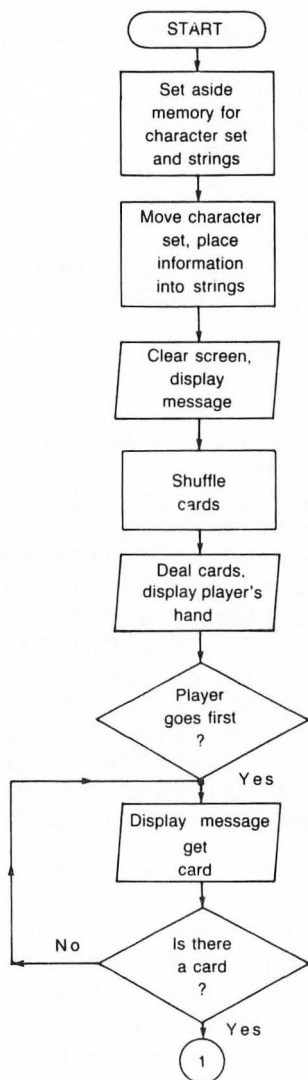 START
Set aside
memory for
character set
and strings
Move character
set, place
information
into strings
Clear screen,
display
message
Shuffle
cards
Deal cards,
display player's
hand
Player
goes first
?
Yes
Display message
get
card
No
Is there
a card
?
Yes
1